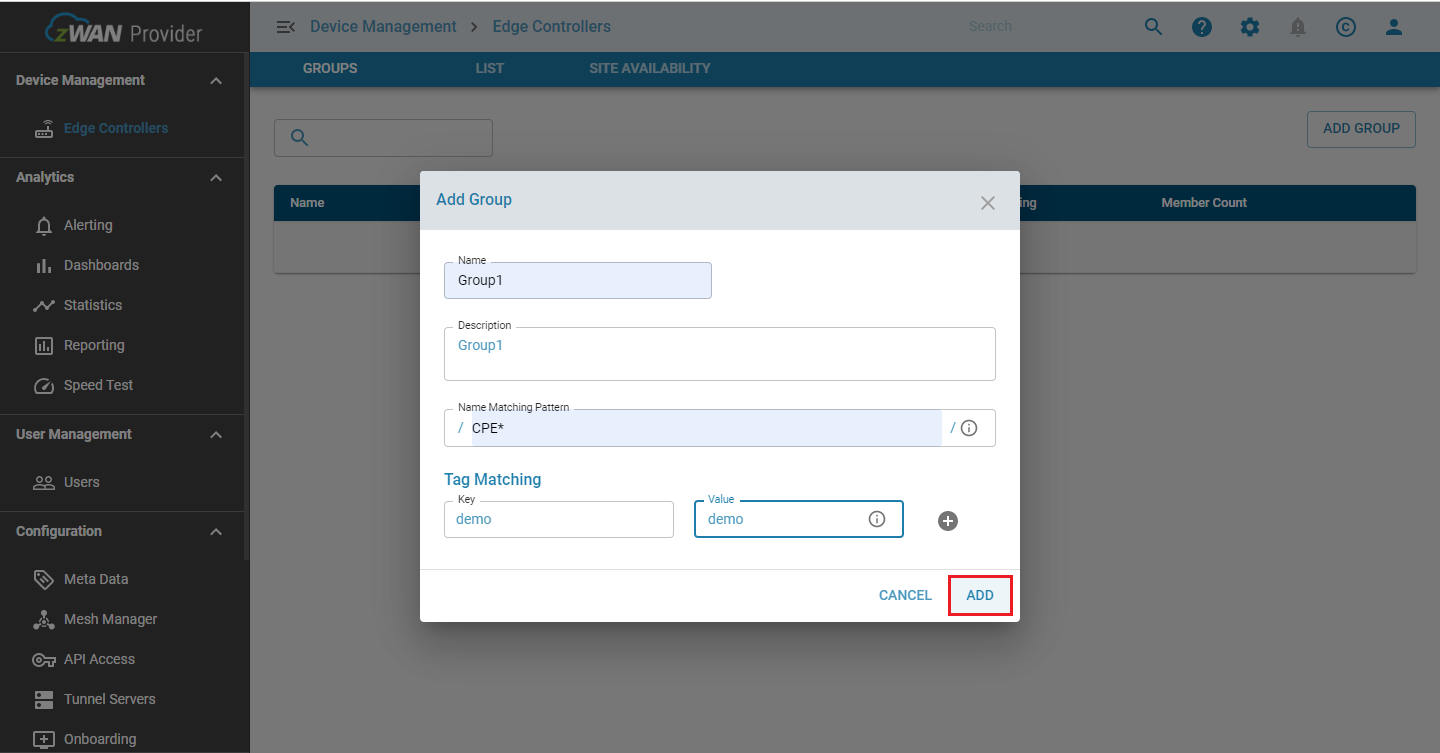 zWAN Provider
Device Management
Edge Controllers
Analytics
Alerting
Dashboards
Statistics
Reporting
Speed Test
User Management
Users
Configuration
Meta Data
Mesh Manager
API Access
Tunnel Servers
Onboarding
Device Management > Edge Controllers
Search
GROUPS LIST SITE AVAILABILITY
ADD GROUP
Name ing Member Count
Add Group
Name
Group1
Description
Group1
Name Matching Pattern
/ CPE* /
Tag Matching
Key Value
demo demo
CANCEL ADD